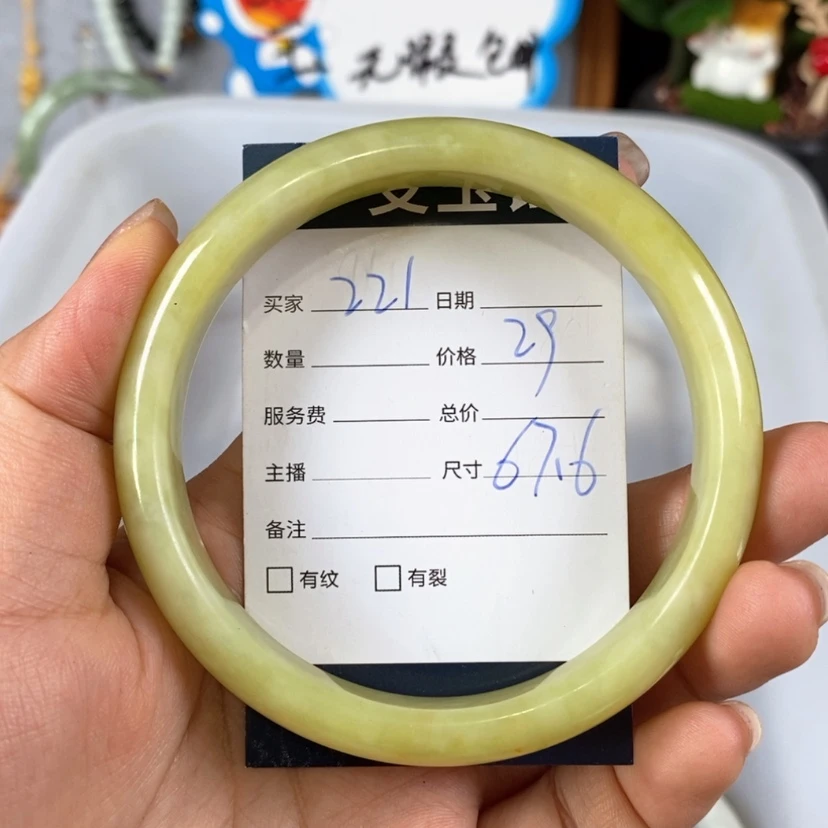 买家 221 日期
数量 价格 29
服务费 总价
主播 尺寸 67.6
备注
有纹 有裂